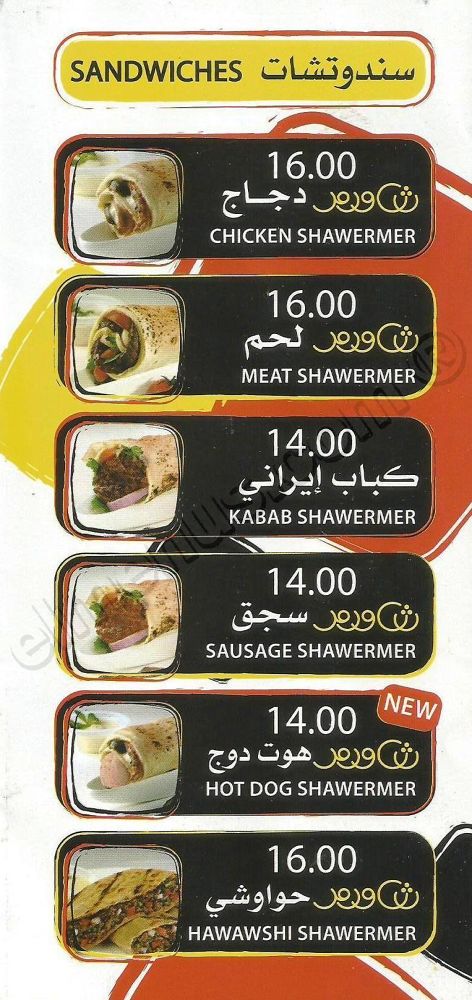 SANDWICHES سندوتشات
16.00
شاورمر دجاج
CHICKEN SHAWERMER
16.00
شاورمر لحم
MEAT SHAWERMER
14.00
كباب إيراني
KABAB SHAWERMER
14.00
شاورمر سجق
SAUSAGE SHAWERMER
NEW
14.00
شاورمر هوت دوج
HOT DOG SHAWERMER
16.00
شاورمر حواوشي
HAWAWSHI SHAWERMER
elmenus.com ®